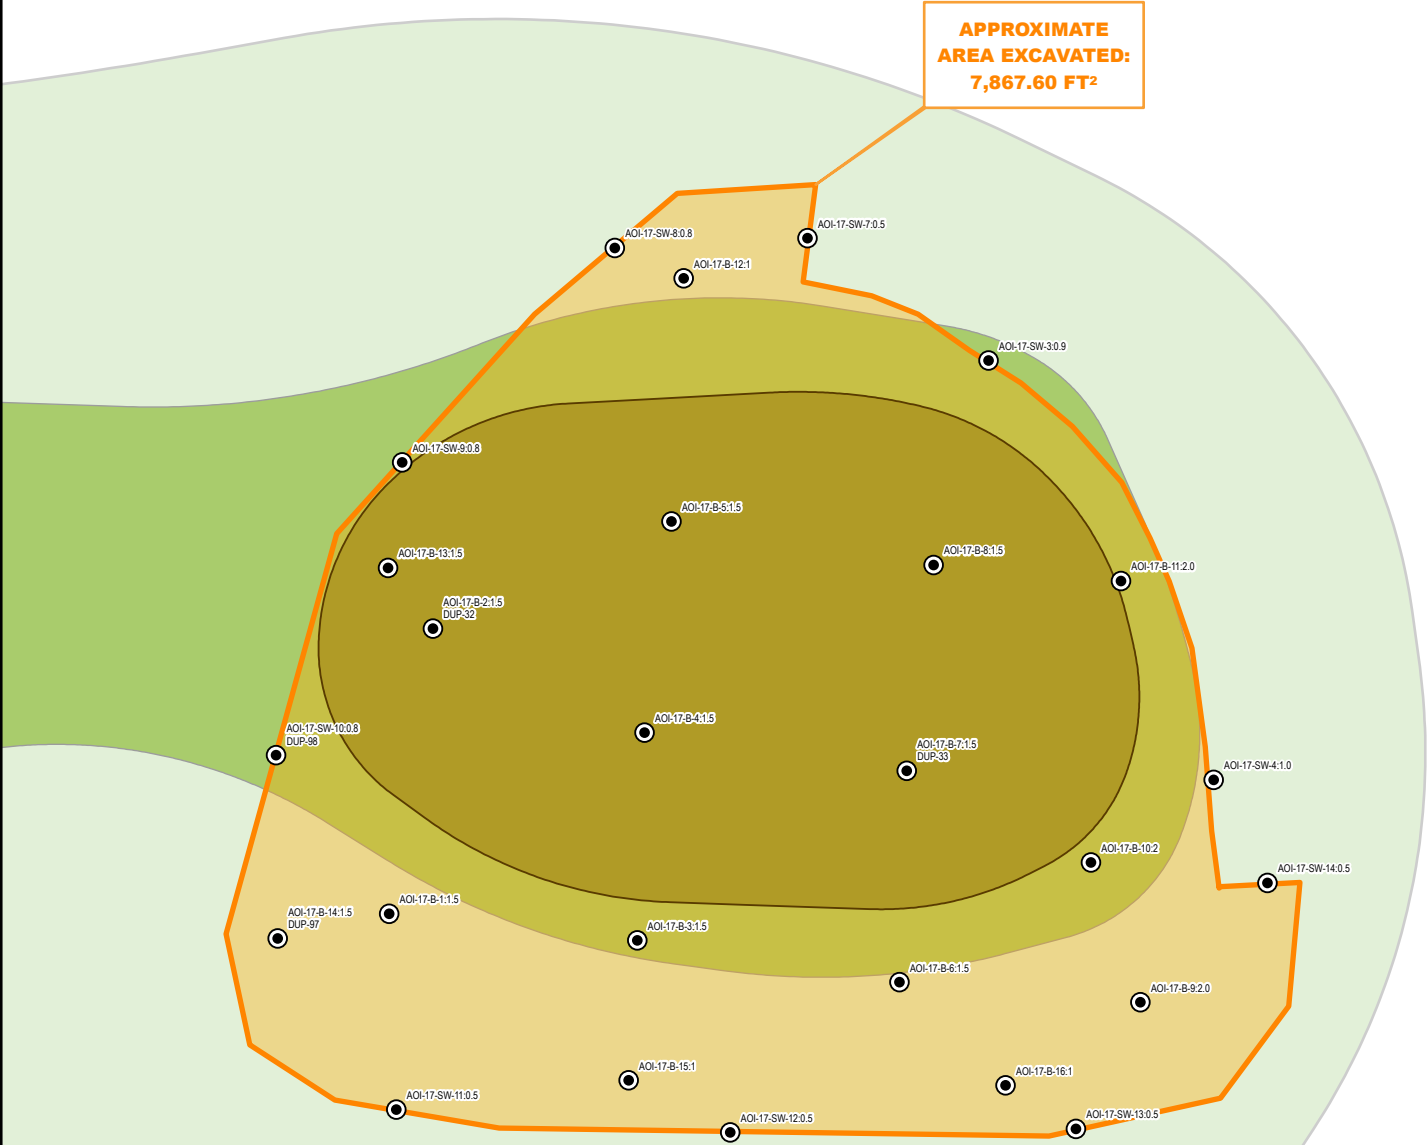 APPROXIMATE
AREA EXCAVATED:
7,867.60 FT²
AOI-17-SW-7:0.5
AOI-17-SW-8:0.8
AOI-17-B-12:1
AOI-17-SW-3:0.9
AOI-17-SW-9:0.8
AOI-17-B-5:1.5
AOI-17-B-8:1.5
AOI-17-B-13:1.5
AOI-17-B-11:2.0
AOI-17-B-2:1.5
DUP-32
AOI-17-B-4:1.5
AOI-17-SW-10:0.8
DUP-98
AOI-17-B-7:1.5
DUP-33
AOI-17-SW-4:1.0
AOI-17-B-10:2
AOI-17-SW-14:0.5
AOI-17-B-1:1.5
AOI-17-B-14:1.5
DUP-97
AOI-17-B-3:1.5
AOI-17-B-6:1.5
AOI-17-B-9:2.0
AOI-17-B-15:1
AOI-17-B-16:1
AOI-17-SW-11:0.5
AOI-17-SW-12:0.5
AOI-17-SW-13:0.5